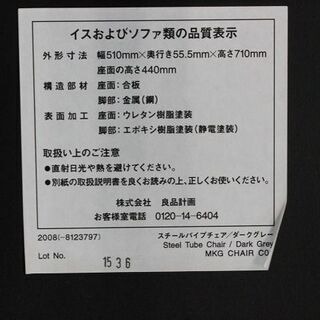 イスおよびソファ類の品質表示
外形寸法 幅510mm×奥行き55.5mm×高さ710mm
座面の高さ440mm
構造部材 座面：合板
脚部：金属（鋼）
表面加工 座面：ウレタン樹脂塗装
脚部：エポキシ樹脂塗装（静電塗装）
取扱い上のご注意
●直射日光や熱を避けてください。
●別紙の取扱説明書を良くお読みの上、正しくお使いください。
株式会社 良品計画
お客様室電話 0120-14-6404
2008(-8123797)
スチールパイプチェア/ダークグレー
Steel Tube Chair / Dark Grey
Lot No. 1536
MKG CHAIR C0